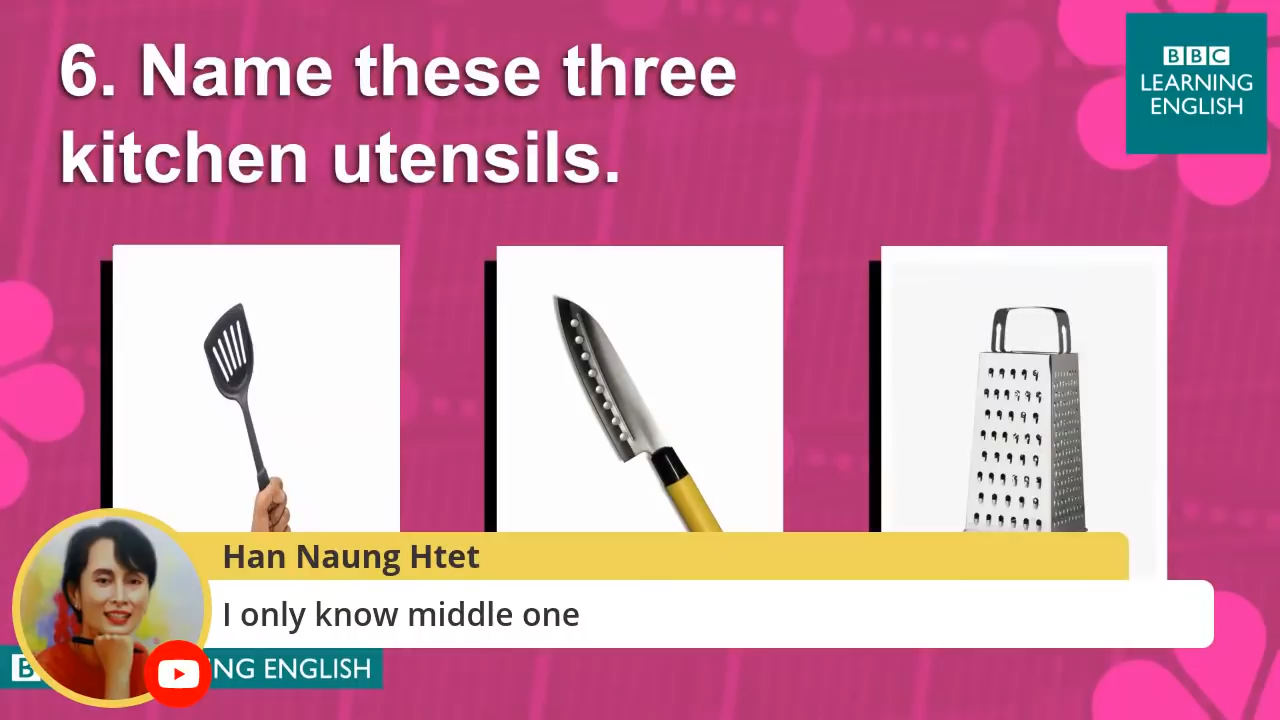 6. Name these three
kitchen utensils.
BBC
LEARNING
ENGLISH
Han Naung Htet
I only know middle one
B
NG ENGLISH